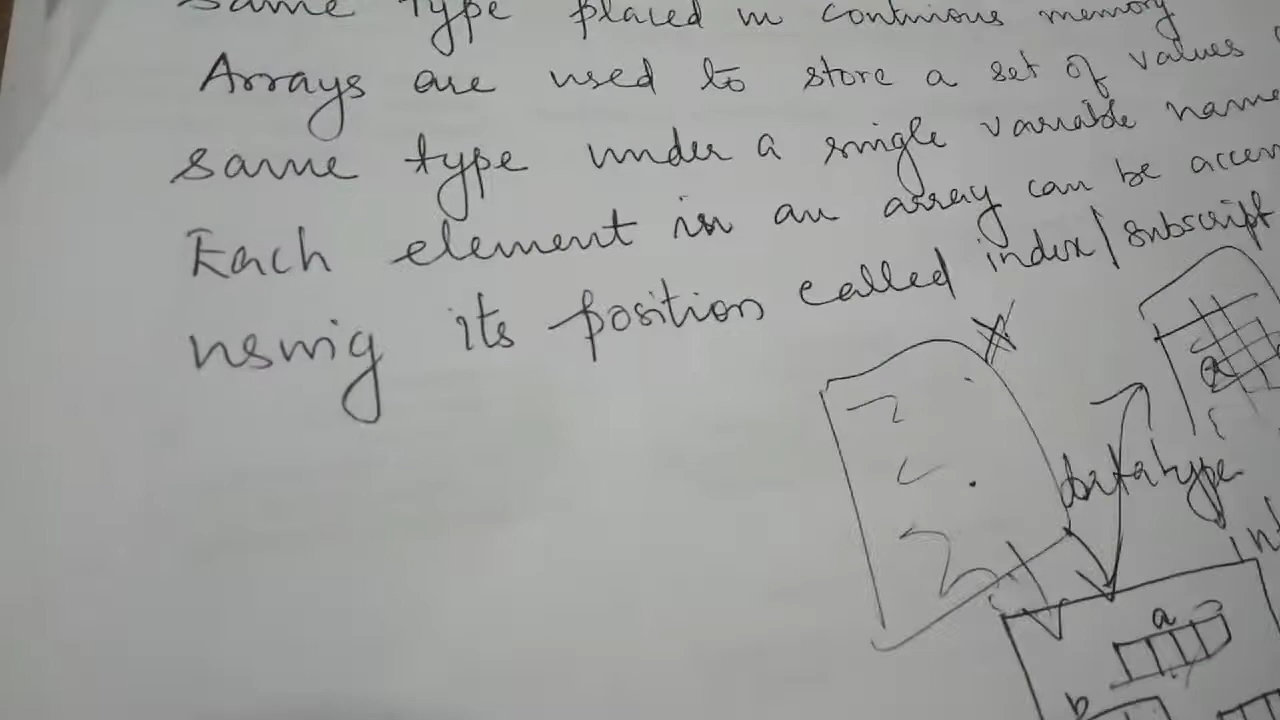 same type placed in continous memory
Arrays are used to store a set of values
same type under a single variable name
Each element in an array can be
using its position called index/subscript
datatype
int
a
b